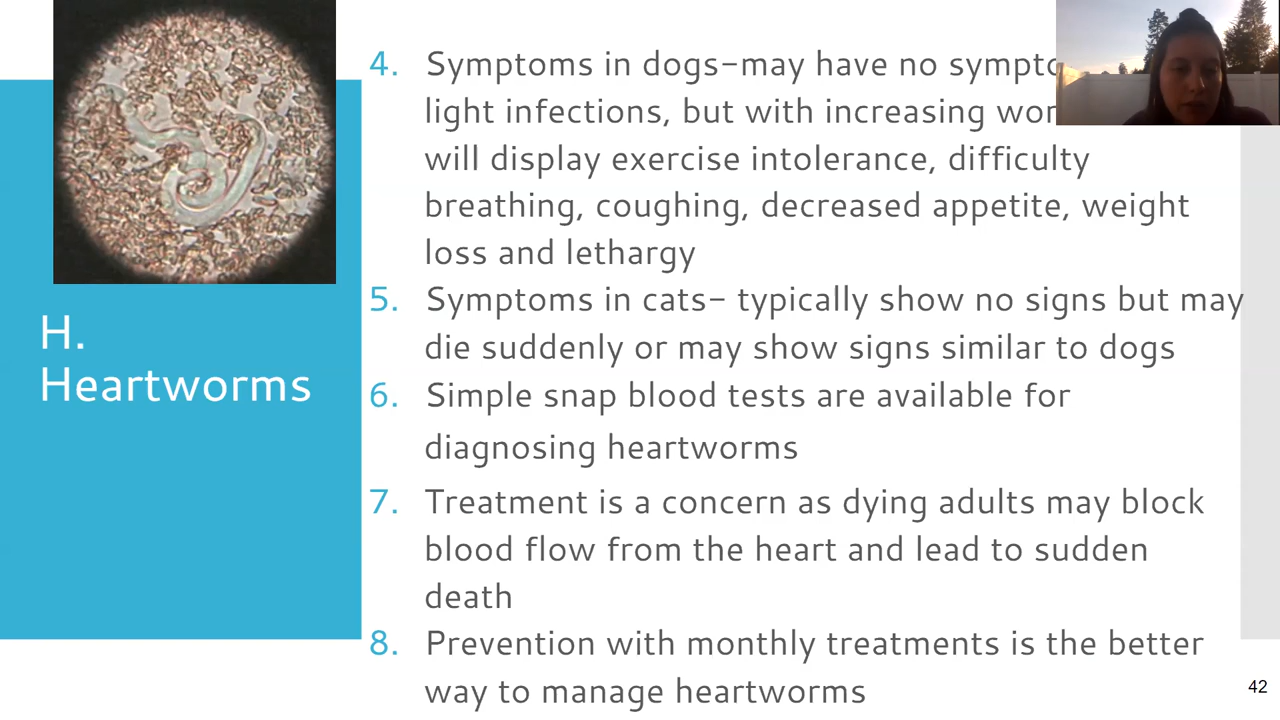 H.
Heartworms
4. Symptoms in dogs-may have no
light infections, but with increasing
will display exercise intolerance, difficulty
breathing, coughing, decreased appetite, weight
loss and lethargy
5. Symptoms in cats- typically show no signs but may
die suddenly or may show signs similar to dogs
6. Simple snap blood tests are available for
diagnosing heartworms
7. Treatment is a concern as dying adults may block
blood flow from the heart and lead to sudden
death
8. Prevention with monthly treatments is the better
way to manage heartworms
42